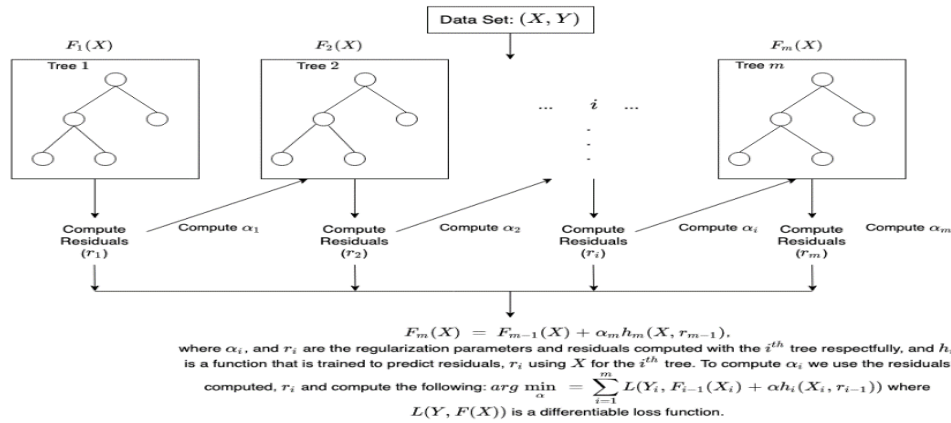 Data Set: (X, Y)
F₁(X) F₂(X) Fₘ(X)
Tree 1 Tree 2 Tree m
... i ...
Compute Residuals (r₁)
Compute α₁
Compute Residuals (r₂)
Compute α₂
Compute Residuals (rᵢ)
Compute αᵢ
Compute Residuals (rₘ)
Compute αₘ
Fₘ(X) = Fₘ₋₁(X) + αₘhₘ(X, rₘ₋₁),
where αᵢ, and rᵢ are the regularization parameters and residuals computed with the iᵗʰ tree respectfully, and h
is a function that is trained to predict residuals, rᵢ using X for the iᵗʰ tree. To compute αᵢ we use the residuals
computed, rᵢ and compute the following: arg min_α = ∑_{i=1}^{m} L(Yᵢ, Fᵢ₋₁(Xᵢ) + αhᵢ(Xᵢ, rᵢ₋₁)) where
L(Y, F(X)) is a differentiable loss function.